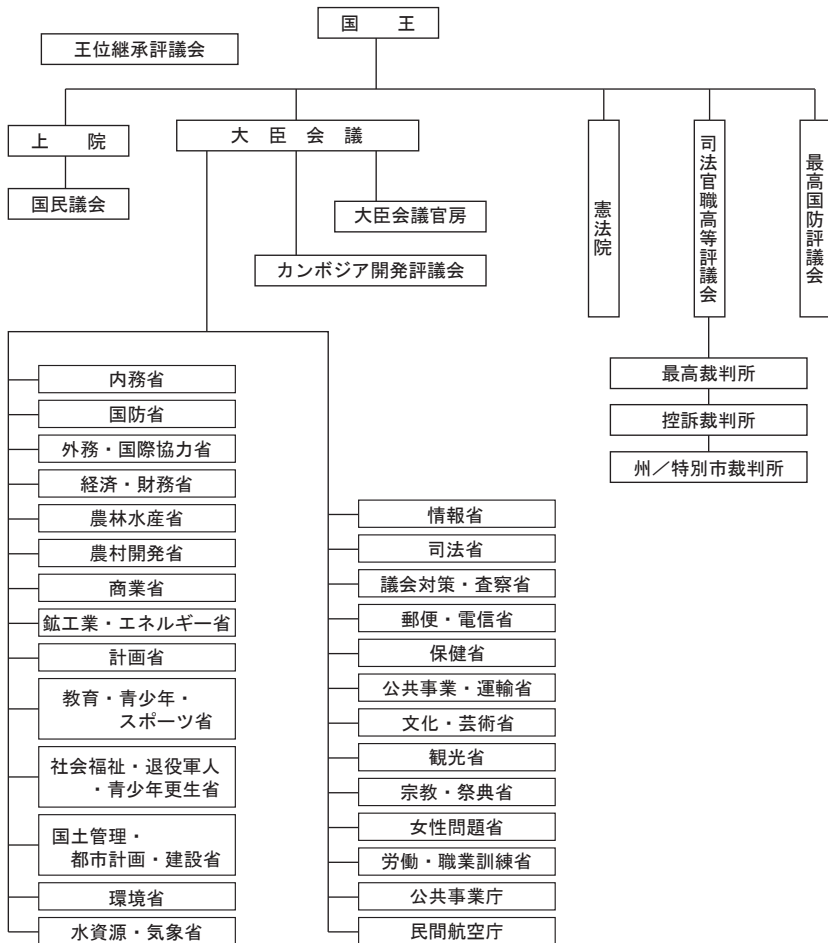 国　王
王位継承評議会
上　院
大臣会議
国民議会
大臣会議官房
カンボジア開発評議会
憲法院
司法官職高等評議会
最高国防評議会
最高裁判所
控訴裁判所
州／特別市裁判所
内務省
国防省
外務・国際協力省
経済・財務省
農林水産省
農村開発省
商業省
鉱工業・エネルギー省
計画省
教育・青少年・
スポーツ省
社会福祉・退役軍人
・青少年更生省
国土管理・
都市計画・建設省
環境省
水資源・気象省
情報省
司法省
議会対策・査察省
郵便・電信省
保健省
公共事業・運輸省
文化・芸術省
観光省
宗教・祭典省
女性問題省
労働・職業訓練省
公共事業庁
民間航空庁